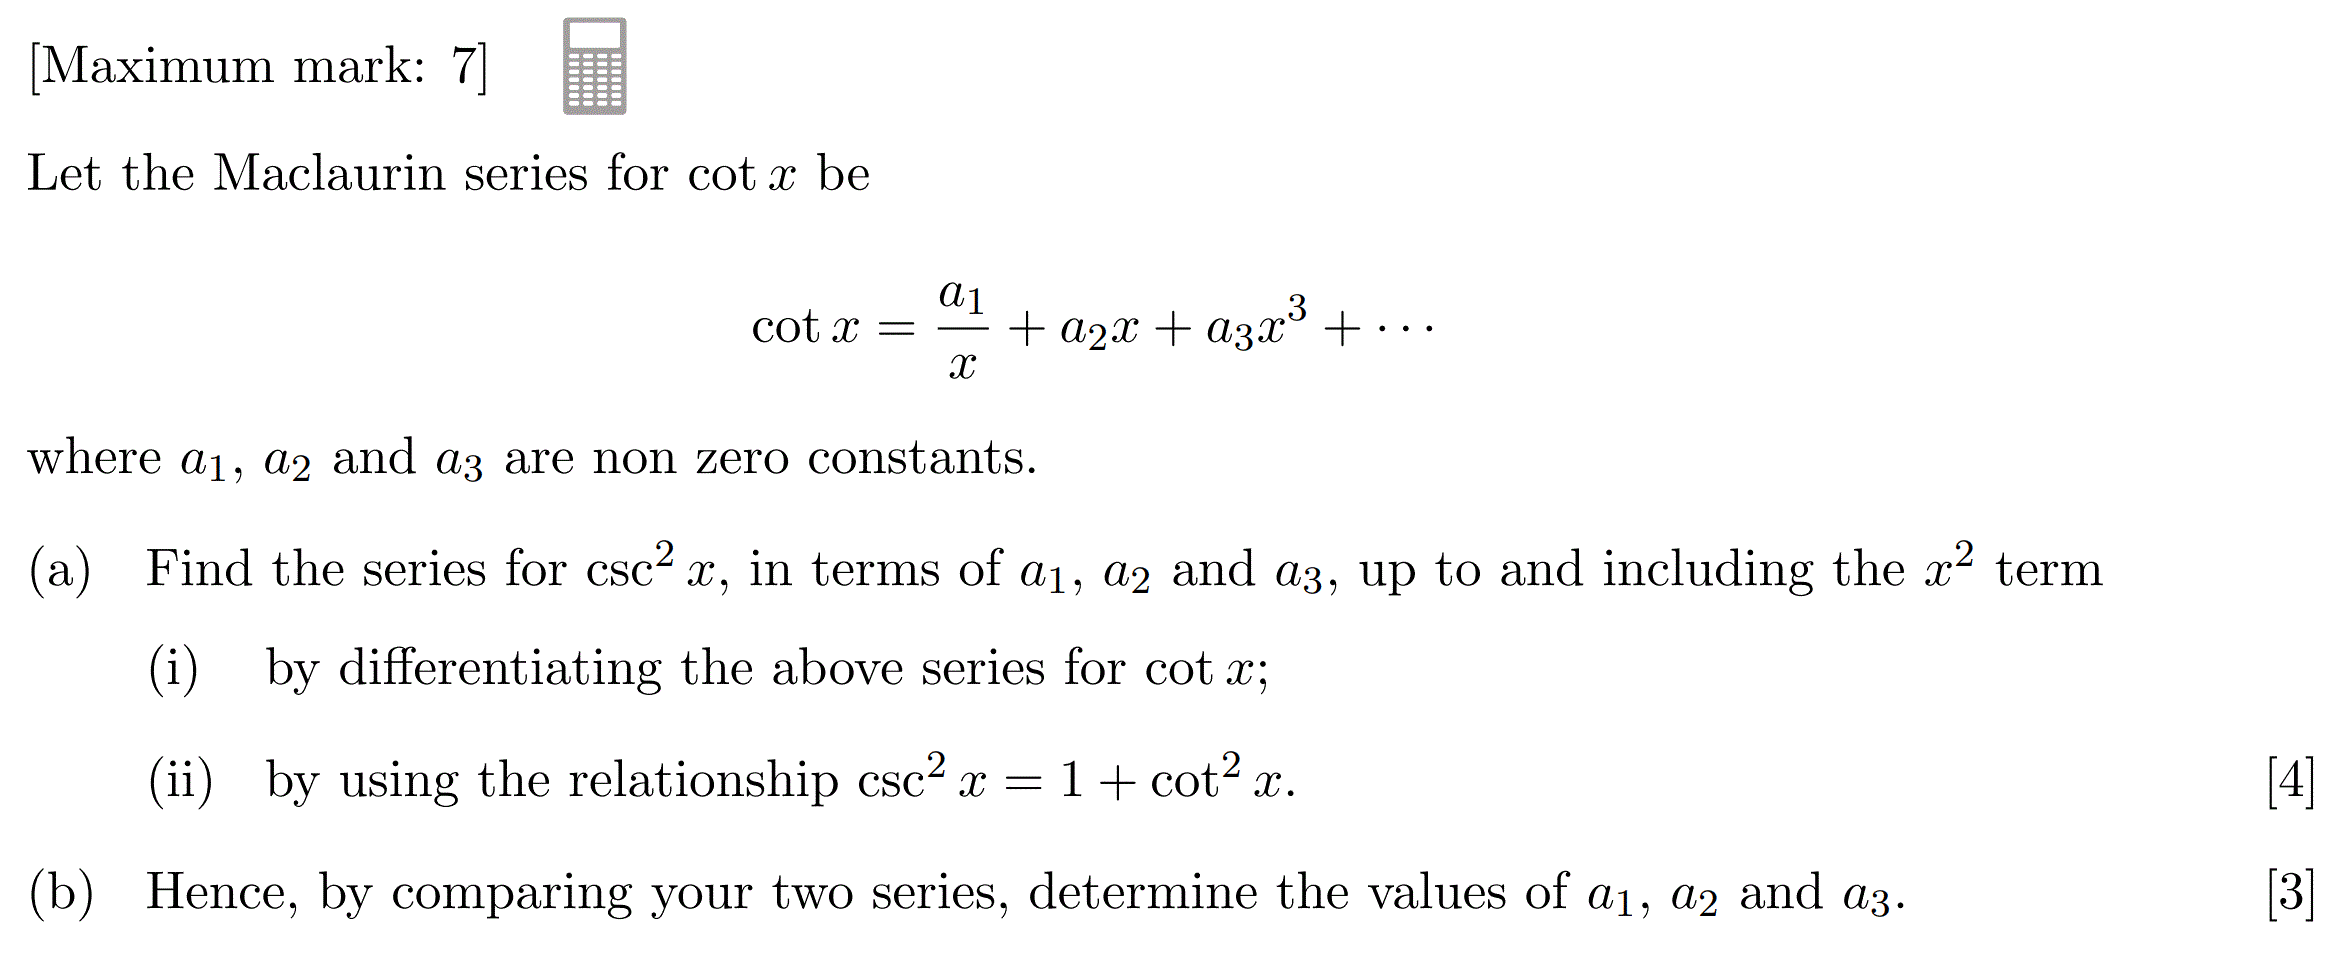 [Maximum mark: 7]
Let the Maclaurin series for cot x be
cot x = a₁/x + a₂x + a₃x³ + ⋯
where a₁, a₂ and a₃ are non zero constants.
(a) Find the series for csc² x, in terms of a₁, a₂ and a₃, up to and including the x² term
(i) by differentiating the above series for cot x;
(ii) by using the relationship csc² x = 1 + cot² x. [4]
(b) Hence, by comparing your two series, determine the values of a₁, a₂ and a₃. [3]